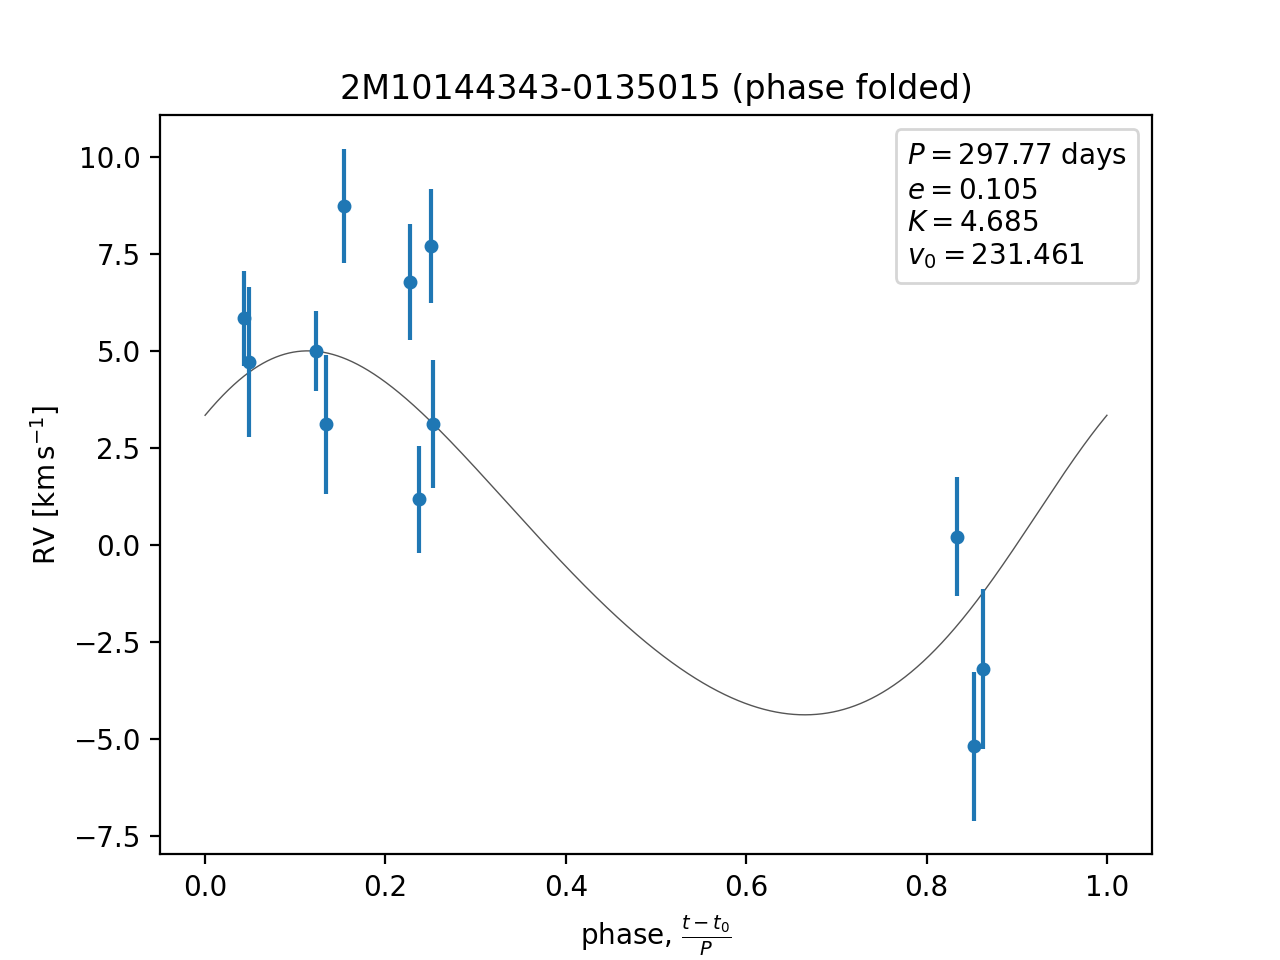 2M10144343-0135015 (phase folded)
P = 297.77 days
e = 0.105
K = 4.685
v₀ = 231.461
RV [km s⁻¹]
10.0
7.5
5.0
2.5
0.0
−2.5
−5.0
−7.5
0.0 0.2 0.4 0.6 0.8 1.0
phase, (t − t₀)/P